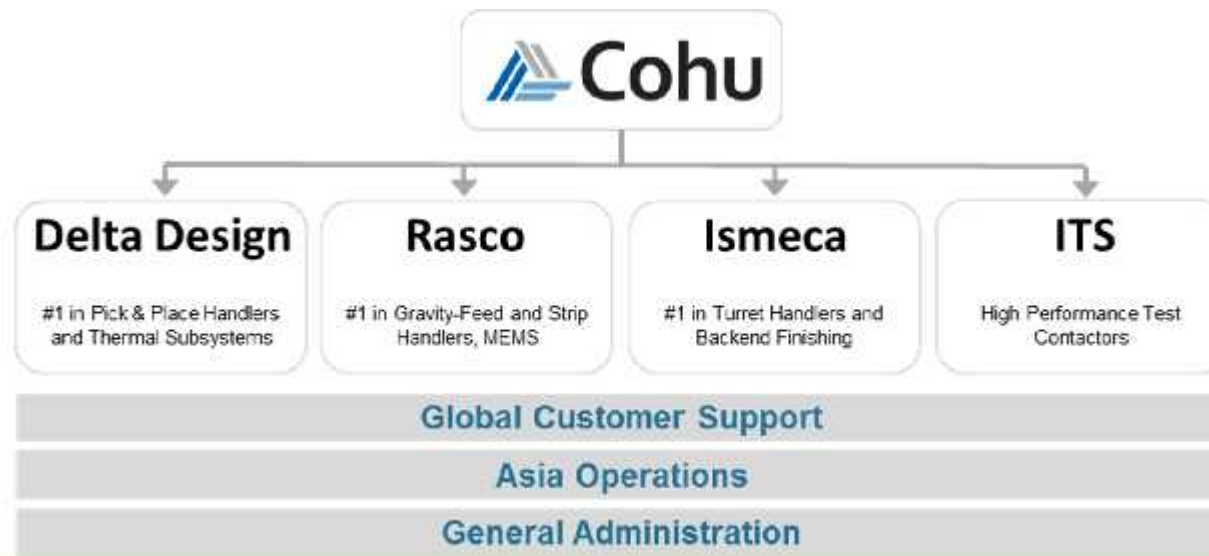 Cohu
Delta Design
#1 in Pick & Place Handlers
and Thermal Subsystems
Rasco
#1 in Gravity-Feed and Strip
Handlers, MEMS
Ismeca
#1 in Turret Handlers and
Backend Finishing
ITS
High Performance Test
Contactors
Global Customer Support
Asia Operations
General Administration